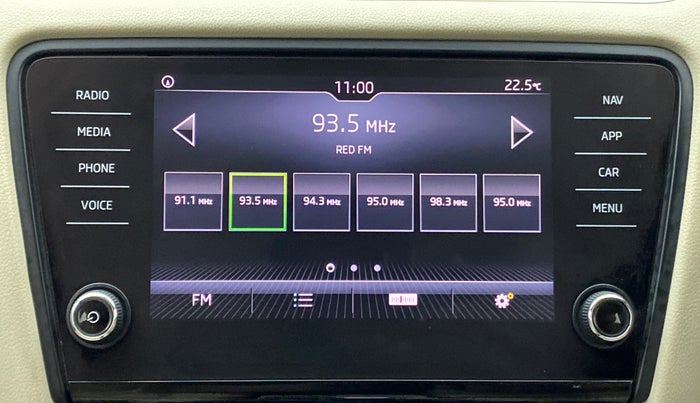 RADIO
MEDIA
PHONE
VOICE
11:00
22.5°C
93.5 MHz
RED FM
91.1 MHz
93.5 MHz
94.3 MHz
95.0 MHz
98.3 MHz
95.0 MHz
FM
NAV
APP
CAR
MENU